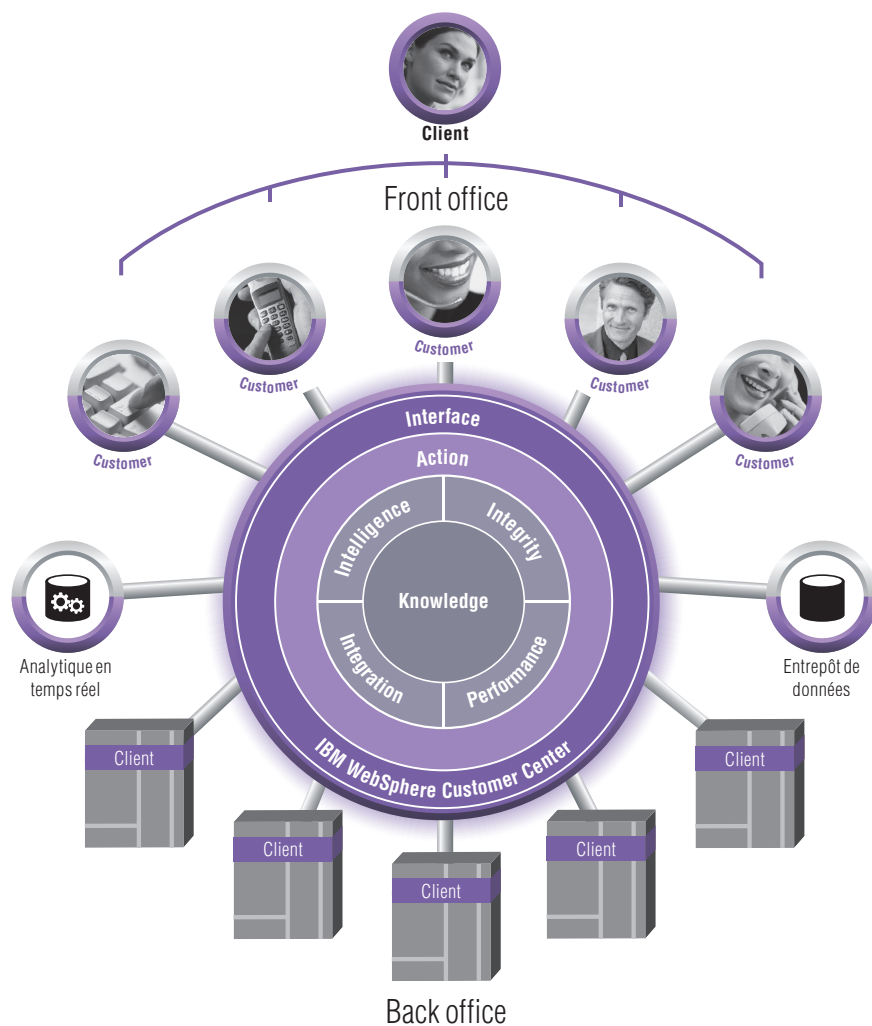 Client
Front office
Customer
Customer
Customer
Customer
Customer
Interface
Action
Intelligence
Integrity
Knowledge
Integration
Performance
IBM WebSphere Customer Center
Analytique en
temps réel
Entrepôt de
données
Client
Client
Client
Client
Client
Back office